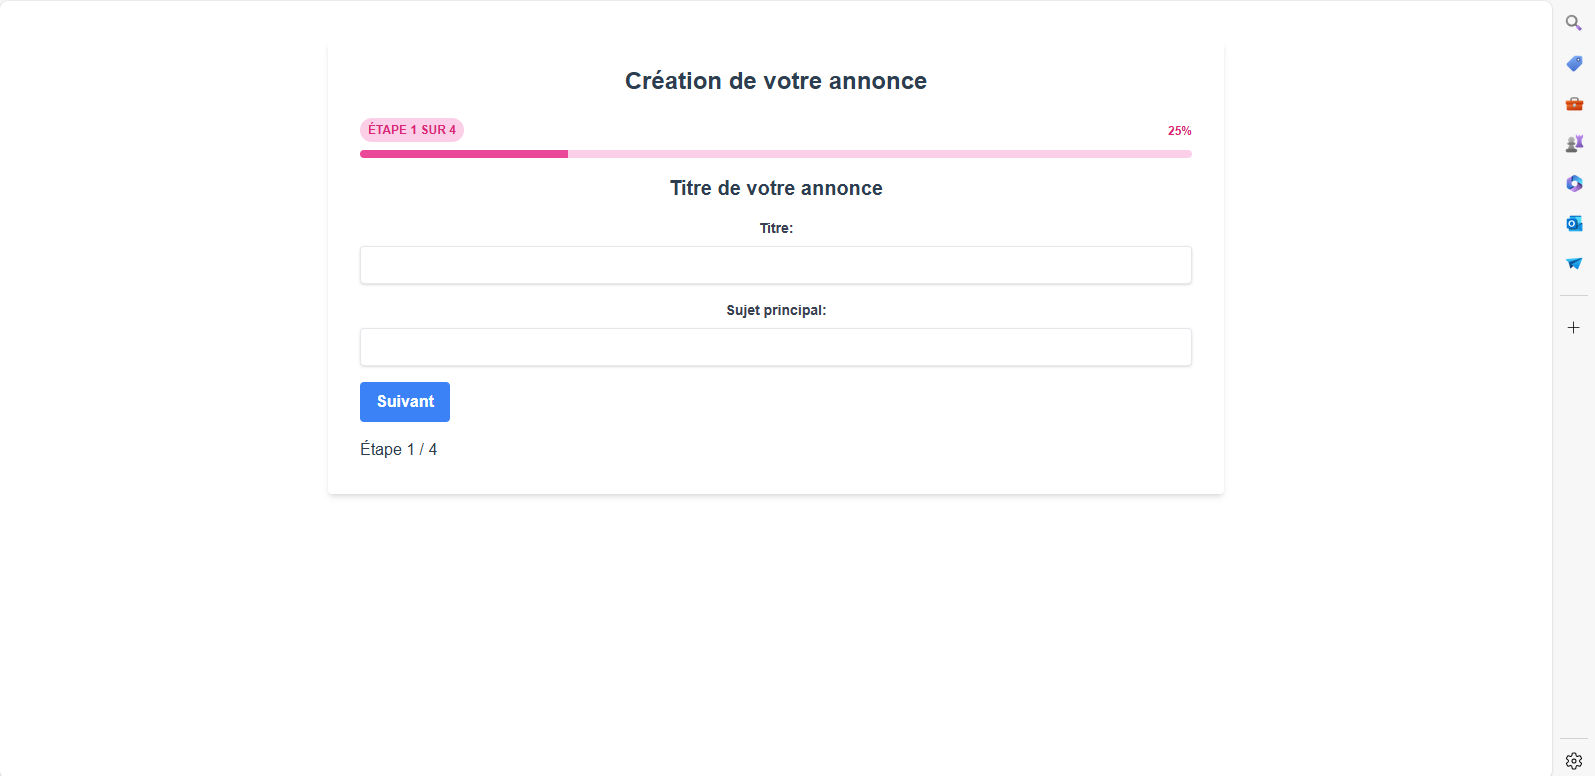 Création de votre annonce
ÉTAPE 1 SUR 4
25%
Titre de votre annonce
Titre:
Sujet principal:
Suivant
Étape 1 / 4